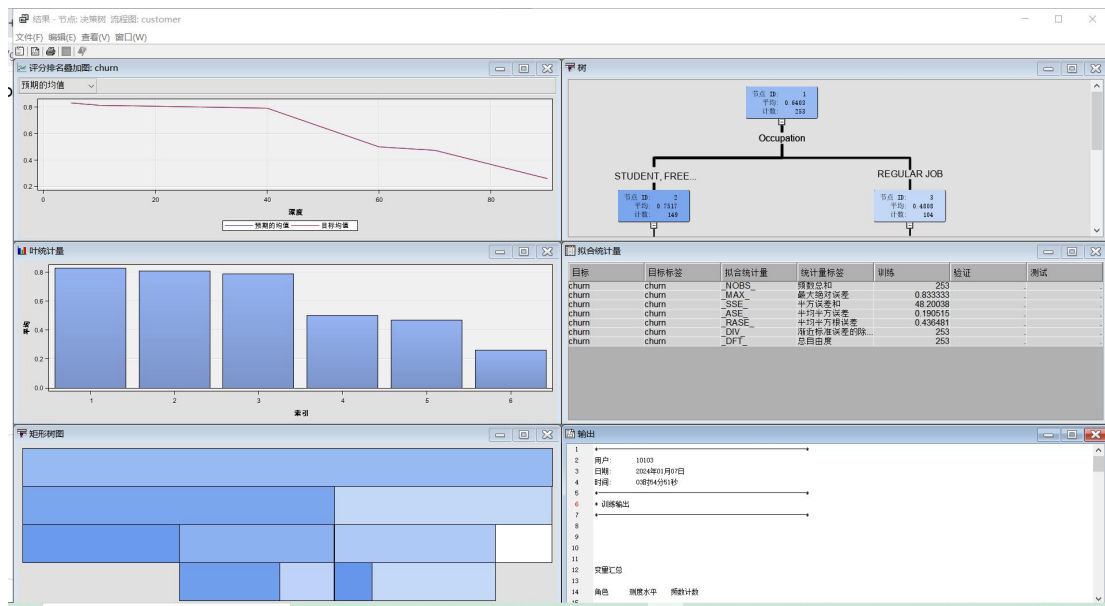 结果 - 节点: 决策树 流程图: customer
文件(F) 编辑(E) 查看(V) 窗口(W)
评分排名叠加图: churn
预期的均值
0.8
0.6
0.4
0.2
0 20 40 60 80
深度
预期的均值 目标均值
树
节点 ID: 1
平均: 0.6403
计数: 253
Occupation
STUDENT, FREE...
REGULAR JOB
节点 ID: 2
平均: 0.7517
计数: 149
节点 ID: 3
平均: 0.4808
计数: 104
叶统计量
0.8
0.6
0.4
0.2
0.0
1 2 3 4 5 6
索引
拟合统计量
目标 目标标签 拟合统计量 统计量标签 训练 验证 测试
churn churn _NOBS_ 频数总和 253 . .
churn churn _MAX_ 最大绝对误差 0.833333 . .
churn churn _SSE_ 平方误差和 48.20038 . .
churn churn _ASE_ 平均平方误差 0.190515 . .
churn churn _RASE_ 平均平方根误差 0.436481 . .
churn churn _DIV_ 渐近标准误差的除... 253 . .
churn churn _DFT_ 总自由度 253 . .
矩形树图
输出
1 *------------------------------------------------------------*
2 用户: 10103
3 日期: 2024年01月07日
4 时间: 03时54分51秒
5 *------------------------------------------------------------*
6 * 训练输出
7 *------------------------------------------------------------*
8
9
10
11
12 变量汇总
13
14 角色 测度水平 频数计数
15